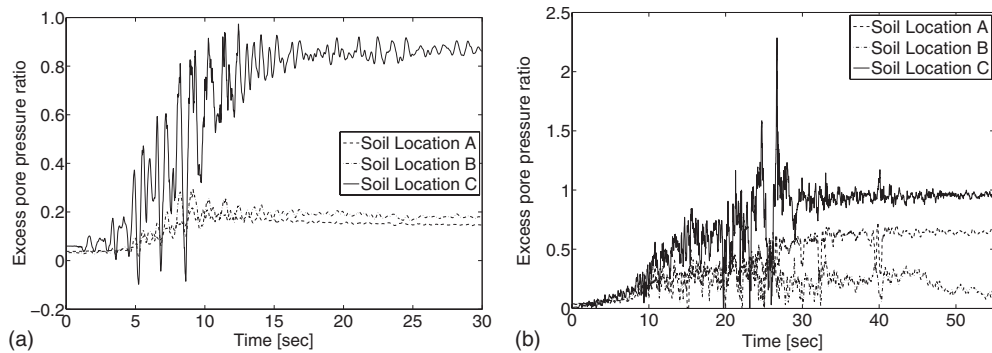 1.0
0.8
0.6
0.4
0.2
0
−0.2
Excess pore pressure ratio
Soil Location A
Soil Location B
Soil Location C
0 5 10 15 20 25 30
Time [sec]
(a)
2.5
2
1.5
1
0.5
0
Excess pore pressure ratio
Soil Location A
Soil Location B
Soil Location C
0 10 20 30 40 50
Time [sec]
(b)